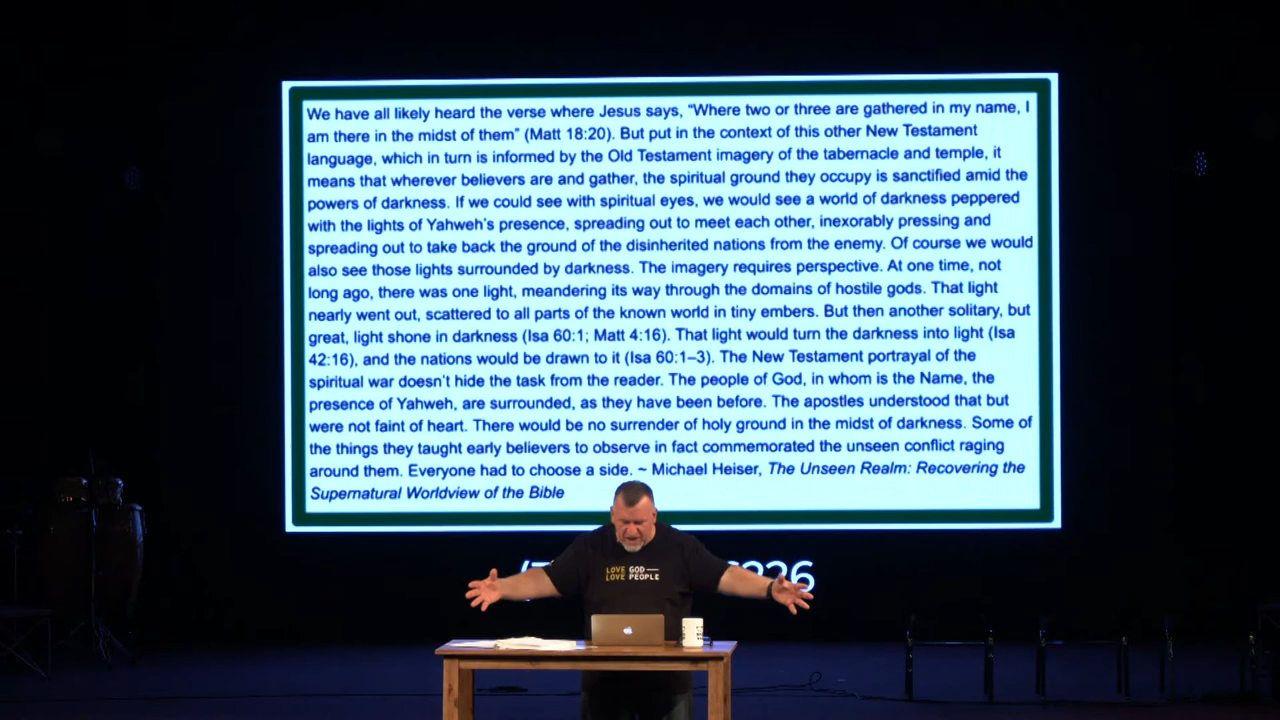 We have all likely heard the verse where Jesus says, “Where two or three are gathered in my name, I
am there in the midst of them” (Matt 18:20). But put in the context of this other New Testament
language, which in turn is informed by the Old Testament imagery of the tabernacle and temple, it
means that wherever believers are and gather, the spiritual ground they occupy is sanctified amid the
powers of darkness. If we could see with spiritual eyes, we would see a world of darkness peppered
with the lights of Yahweh’s presence, spreading out to meet each other, inexorably pressing and
spreading out to take back the ground of the disinherited nations from the enemy. Of course we would
also see those lights surrounded by darkness. The imagery requires perspective. At one time, not
long ago, there was one light, meandering its way through the domains of hostile gods. That light
nearly went out, scattered to all parts of the known world in tiny embers. But then another solitary, but
great, light shone in darkness (Isa 60:1; Matt 4:16). That light would turn the darkness into light (Isa
42:16), and the nations would be drawn to it (Isa 60:1–3). The New Testament portrayal of the
spiritual war doesn’t hide the task from the reader. The people of God, in whom is the Name, the
presence of Yahweh, are surrounded, as they have been before. The apostles understood that but
were not faint of heart. There would be no surrender of holy ground in the midst of darkness. Some of
the things they taught early believers to observe in fact commemorated the unseen conflict raging
around them. Everyone had to choose a side. ~ Michael Heiser, The Unseen Realm: Recovering the
Supernatural Worldview of the Bible
LOVE GOD—
LOVE PEOPLE